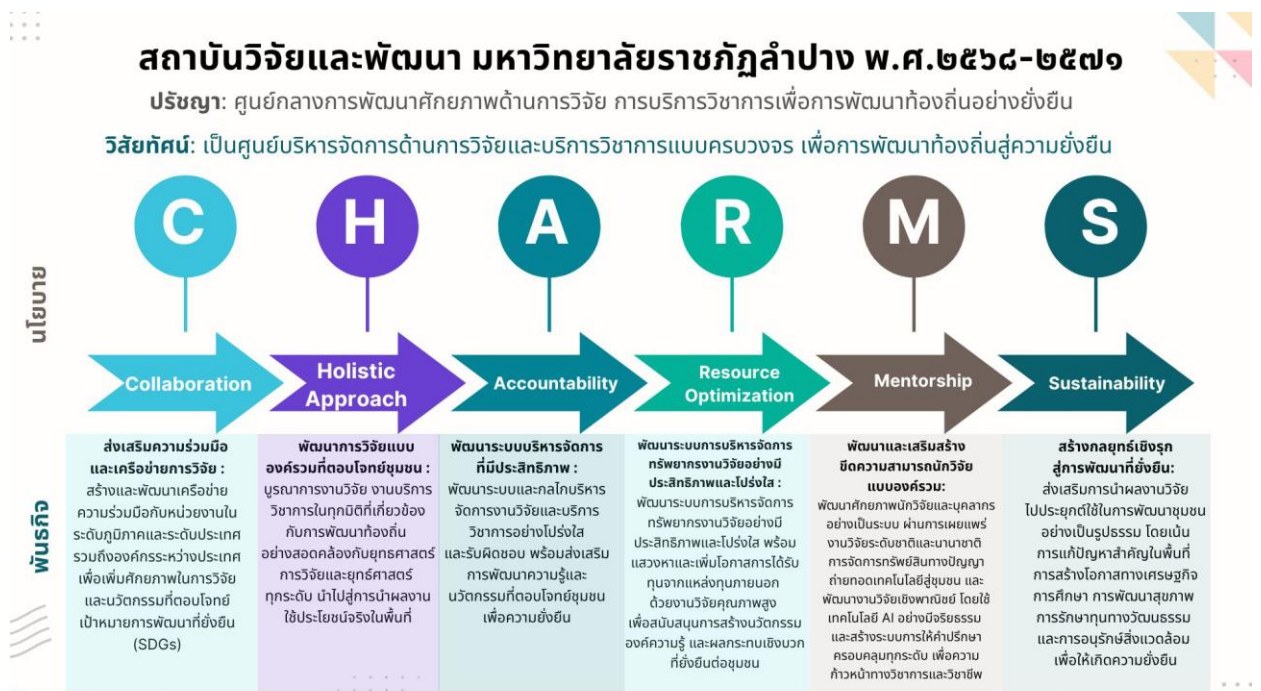 สถาบันวิจัยและพัฒนา มหาวิทยาลัยราชภัฏลำปาง พ.ศ.๒๕๖๘-๒๕๗๑
ปรัชญา: ศูนย์กลางการพัฒนาศักยภาพด้านการวิจัย การบริการวิชาการเพื่อการพัฒนาท้องถิ่นอย่างยั่งยืน
วิสัยทัศน์: เป็นศูนย์บริหารจัดการด้านการวิจัยและบริการวิชาการแบบครบวงจร เพื่อการพัฒนาท้องถิ่นสู่ความยั่งยืน
นโยบาย
C
H
A
R
M
S
Collaboration
Holistic
Approach
Accountability
Resource
Optimization
Mentorship
Sustainability
พันธกิจ
ส่งเสริมความร่วมมือ
และเครือข่ายการวิจัย :
สร้างและพัฒนาเครือข่าย
ความร่วมมือกับหน่วยงานใน
ระดับภูมิภาคและระดับประเทศ
รวมถึงองค์กรระหว่างประเทศ
เพื่อเพิ่มศักยภาพในการวิจัย
และนวัตกรรมที่ตอบโจทย์
เป้าหมายการพัฒนาที่ยั่งยืน
(SDGs)
พัฒนาการวิจัยแบบ
องค์รวมที่ตอบโจทย์ชุมชน :
บูรณาการงานวิจัย งานบริการ
วิชาการในทุกมิติที่เกี่ยวข้อง
กับการพัฒนาท้องถิ่น
อย่างสอดคล้องกับยุทธศาสตร์
การวิจัยและยุทธศาสตร์
ทุกระดับ นำไปสู่การนำผลงาน
ใช้ประโยชน์จริงในพื้นที่
พัฒนาระบบบริหารจัดการ
ที่มีประสิทธิภาพ :
พัฒนาระบบและกลไกบริหาร
จัดการงานวิจัยและบริการ
วิชาการอย่างโปร่งใส
และรับผิดชอบ พร้อมส่งเสริม
การพัฒนาความรู้และ
นวัตกรรมที่ตอบโจทย์ชุมชน
เพื่อความยั่งยืน
พัฒนาระบบการบริหารจัดการ
ทรัพยากรงานวิจัยอย่างมี
ประสิทธิภาพและโปร่งใส :
พัฒนาระบบการบริหารจัดการ
ทรัพยากรงานวิจัยอย่างมี
ประสิทธิภาพและโปร่งใส พร้อม
แสวงหาและเพิ่มโอกาสการได้รับ
ทุนจากแหล่งทุนภายนอก
ด้วยงานวิจัยคุณภาพสูง
เพื่อสนับสนุนการสร้างนวัตกรรม
องค์ความรู้ และผลกระทบเชิงบวก
ที่ยั่งยืนต่อชุมชน
พัฒนาและเสริมสร้าง
ขีดความสามารถนักวิจัย
แบบองค์รวม:
พัฒนาศักยภาพนักวิจัยและบุคลากร
อย่างเป็นระบบ ผ่านการเผยแพร่
งานวิจัยระดับชาติและนานาชาติ
การจัดการทรัพย์สินทางปัญญา
ถ่ายทอดเทคโนโลยีสู่ชุมชน และ
พัฒนางานวิจัยเชิงพาณิชย์ โดยใช้
เทคโนโลยี AI อย่างมีจริยธรรม
และสร้างระบบการให้คำปรึกษา
ครอบคลุมทุกระดับ เพื่อความ
ก้าวหน้าทางวิชาการและวิชาชีพ
สร้างกลยุทธ์เชิงรุก
สู่การพัฒนาที่ยั่งยืน:
ส่งเสริมการนำผลงานวิจัย
ไปประยุกต์ใช้ในการพัฒนาชุมชน
อย่างเป็นรูปธรรม โดยเน้น
การแก้ปัญหาสำคัญในพื้นที่
การสร้างโอกาสทางเศรษฐกิจ
การศึกษา การพัฒนาสุขภาพ
การรักษาทุนทางวัฒนธรรม
และการอนุรักษ์สิ่งแวดล้อม
เพื่อให้เกิดความยั่งยืน